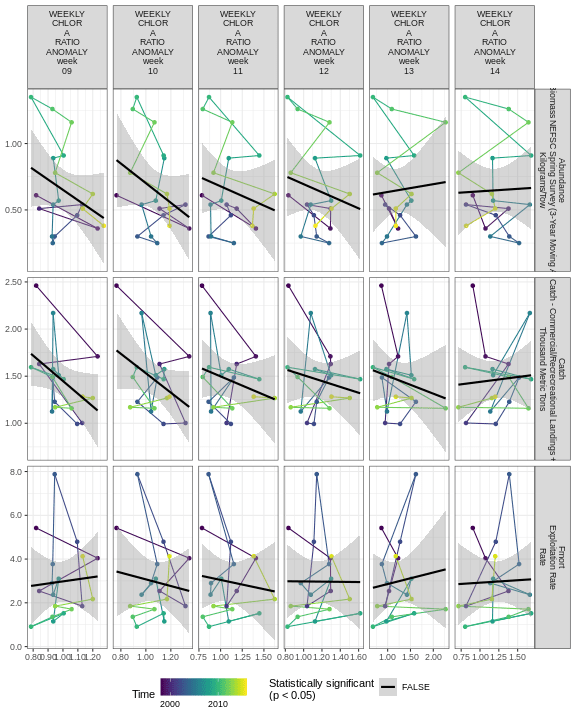 WEEKLY
CHLOR
A
RATIO
ANOMALY
week
09
WEEKLY
CHLOR
A
RATIO
ANOMALY
week
10
WEEKLY
CHLOR
A
RATIO
ANOMALY
week
11
WEEKLY
CHLOR
A
RATIO
ANOMALY
week
12
WEEKLY
CHLOR
A
RATIO
ANOMALY
week
13
WEEKLY
CHLOR
A
RATIO
ANOMALY
week
14
1.00
0.50
Abundance
NEFSC Spring Survey (3-Year Moving
Kilograms/Tow
2.50
2.00
1.50
1.00
Catch
Catch - Commercial/Recreational Landings +
Thousand Metric Tons
8.0
6.0
4.0
2.0
0.0
Fmort
Exploitation Rate
Rate
0.80 0.90 1.00 1.10 1.20
0.80 1.00 1.20
0.75 1.00 1.25 1.50
0.80 1.00 1.20 1.40 1.60
1.00 1.50 2.00
0.75 1.00 1.25 1.50
Time
2000 2010
Statistically significant
(p < 0.05)
FALSE